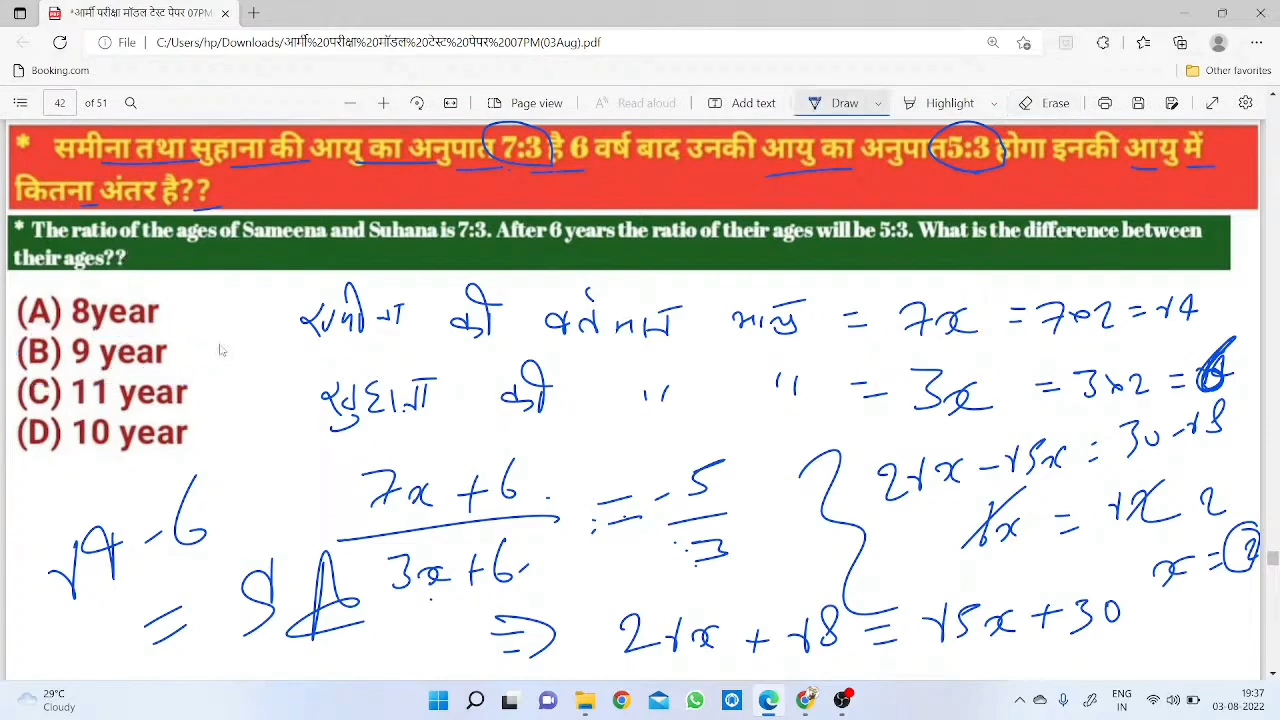 *आर्मी परीक्षा मॉडल टेस्ट पेपर 07PM
File C:/Users/hp/Downloads/आर्मी%20परीक्षा%20मॉडल%20टेस्ट%20पेपर%2007PM(03Aug).pdf
Booking.com Other favorites
42 of 51 Page view Read aloud Add text Draw Highlight Erase
* समीना तथा सुहाना की आयु का अनुपात 7:3 है 6 वर्ष बाद उनकी आयु का अनुपात5:3 होगा इनकी आयु में
कितना अंतर है??
* The ratio of the ages of Sameena and Suhana is 7:3. After 6 years the ratio of their ages will be 5:3. What is the difference between
their ages??
(A) 8year
(B) 9 year
(C) 11 year
(D) 10 year
समीना की वर्तमान आयु = 7x = 7×2 = 14
सुहाना की " " = 3x = 3×2 = 6
7x + 6 = 5
3x + 6 3
⇒ 21x + 18 = 15x + 30
21x - 15x = 30 - 18
6x = 12 2
x = 2
14 - 6
= 8 A
29°C
Cloudy
ENG
IN
19:37
03-08-2022